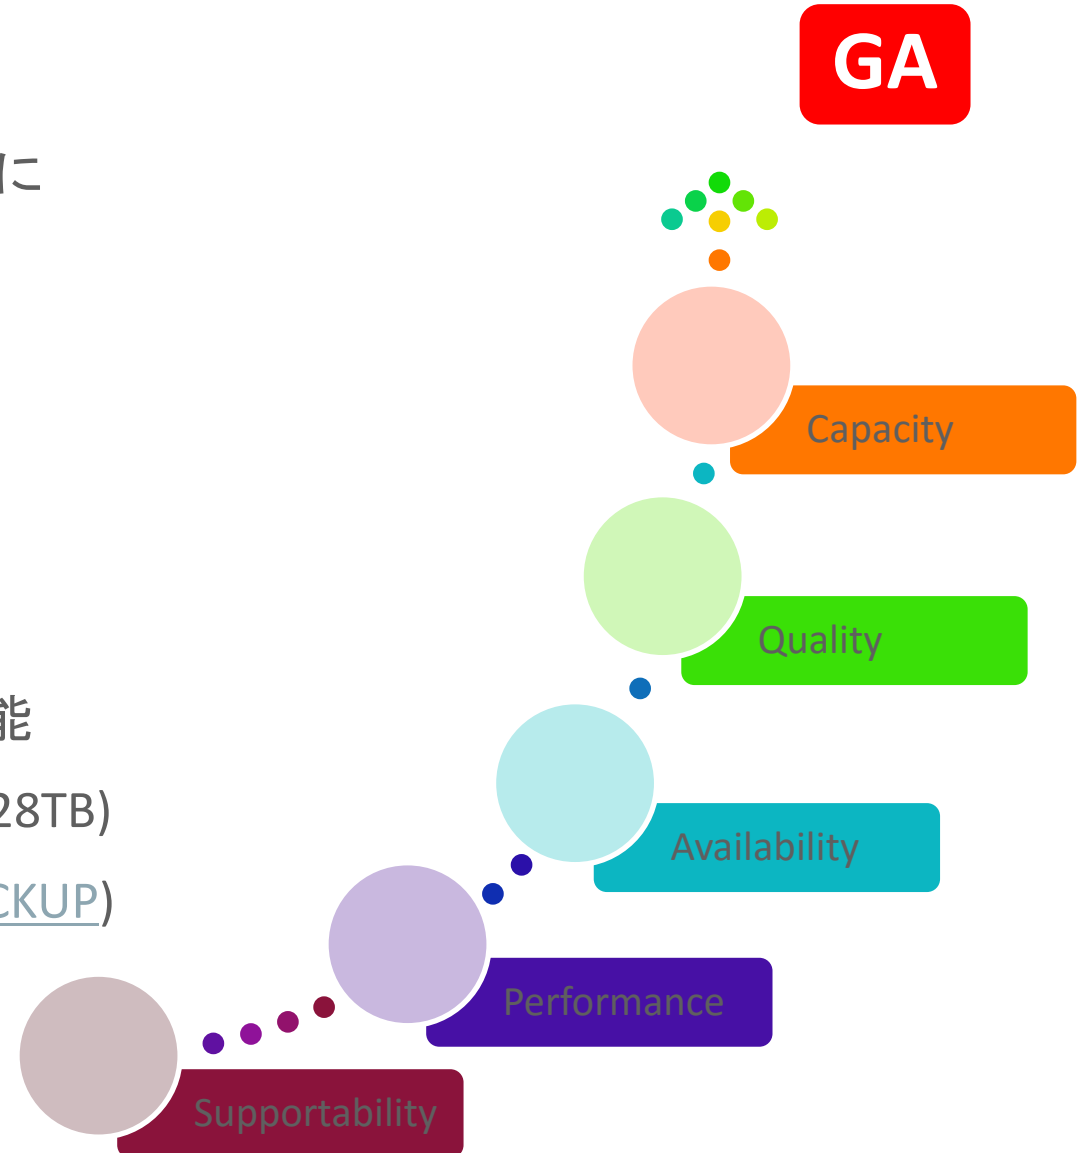 GA
に
Capacity
Quality
能
28TB)
Availability
CKUP)
Performance
Supportability